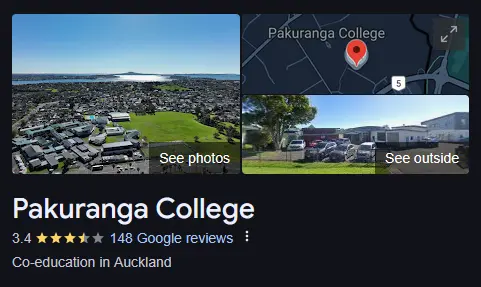 Pakuranga College
5
See photos
See outside
Pakuranga College
3.4 148 Google reviews
Co-education in Auckland